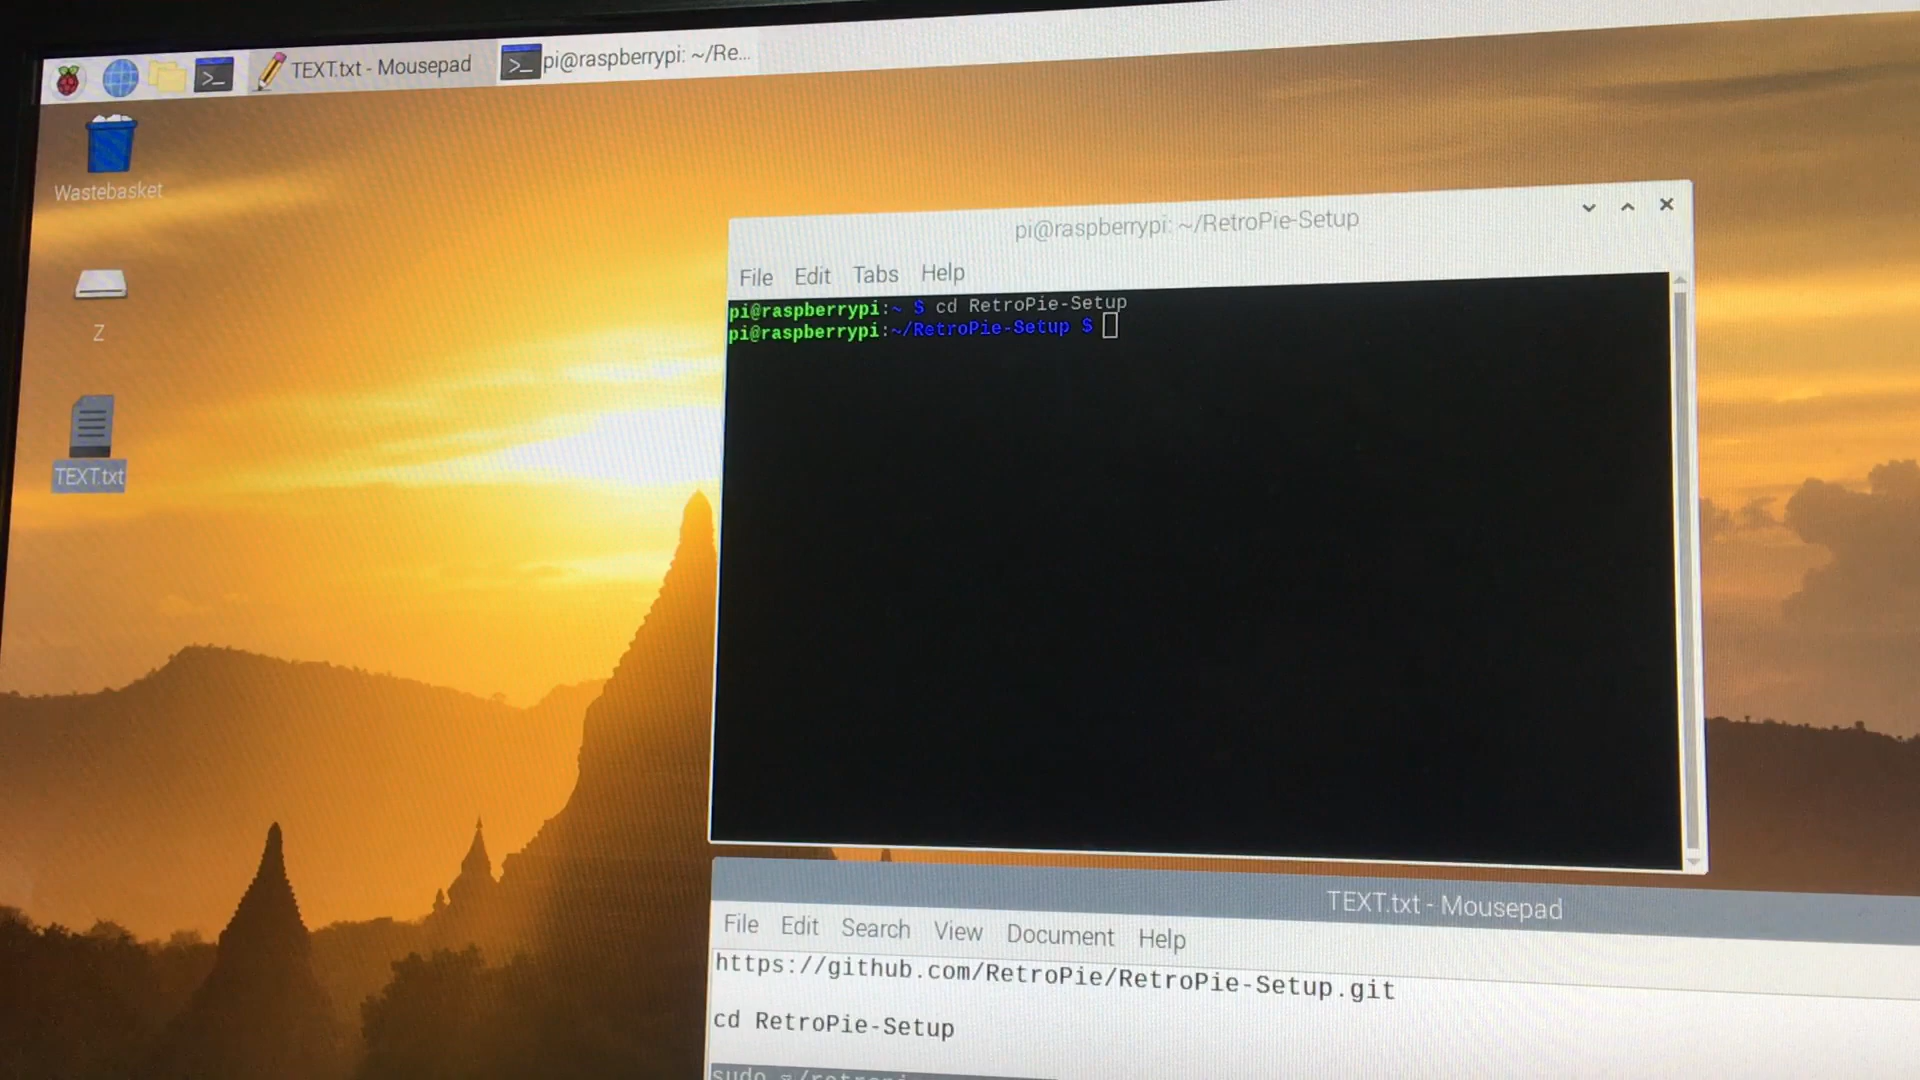 TEXT.txt - Mousepad
pi@raspberrypi: ~/Re...
Wastebasket
Z
TEXT.txt
pi@raspberrypi: ~/RetroPie-Setup
File Edit Tabs Help
pi@raspberrypi:~ $ cd RetroPie-Setup
pi@raspberrypi:~/RetroPie-Setup $
TEXT.txt - Mousepad
File Edit Search View Document Help
https://github.com/RetroPie/RetroPie-Setup.git
cd RetroPie-Setup
sudo